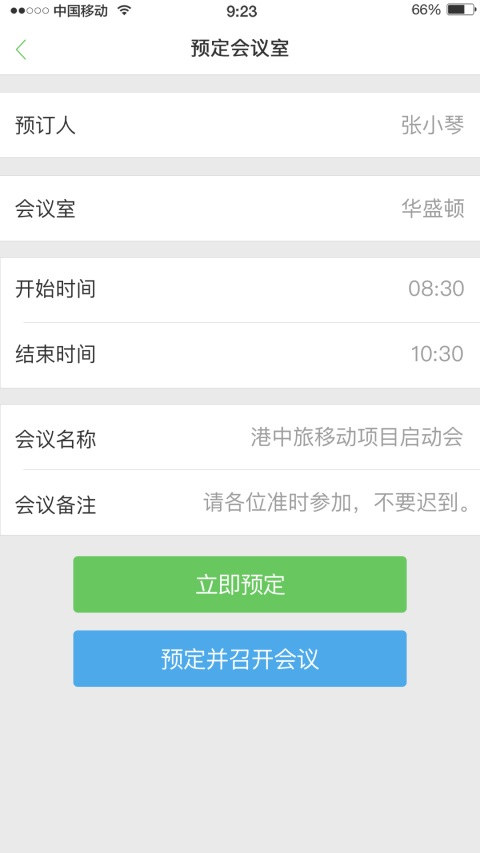 中国移动 9:23 66%
预定会议室
预订人 张小琴
会议室 华盛顿
开始时间 08:30
结束时间 10:30
会议名称 港中旅移动项目启动会
会议备注 请各位准时参加，不要迟到。
立即预定
预定并召开会议